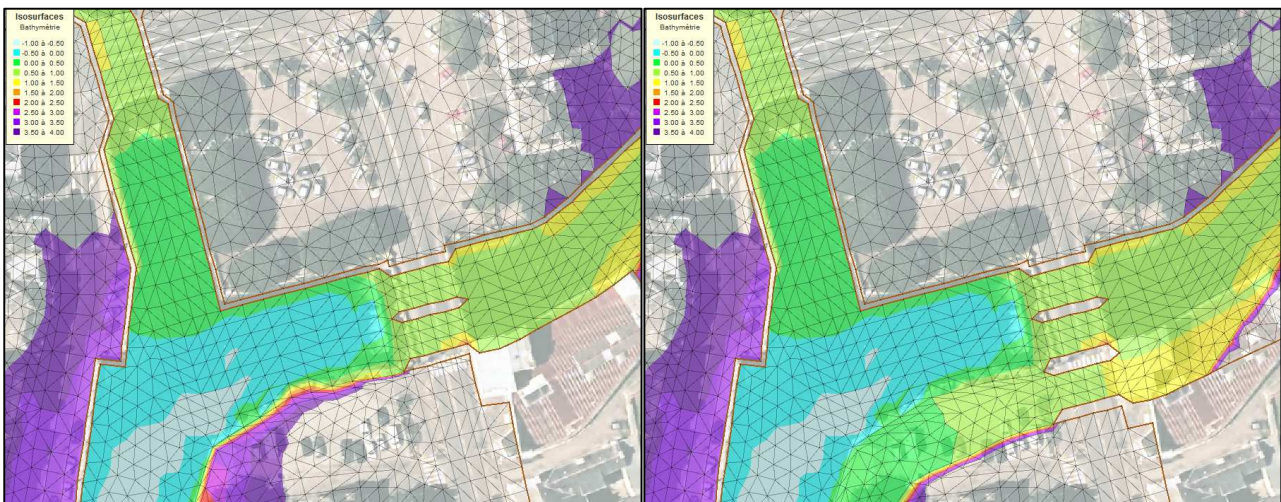 Isosurfaces
Bathymétrie
-1.00 à -0.50
-0.50 à 0.00
0.00 à 0.50
0.50 à 1.00
1.00 à 1.50
1.50 à 2.00
2.00 à 2.50
2.50 à 3.00
3.00 à 3.50
3.50 à 4.00
Isosurfaces
Bathymétrie
-1.00 à -0.50
-0.50 à 0.00
0.00 à 0.50
0.50 à 1.00
1.00 à 1.50
1.50 à 2.00
2.00 à 2.50
2.50 à 3.00
3.00 à 3.50
3.50 à 4.00